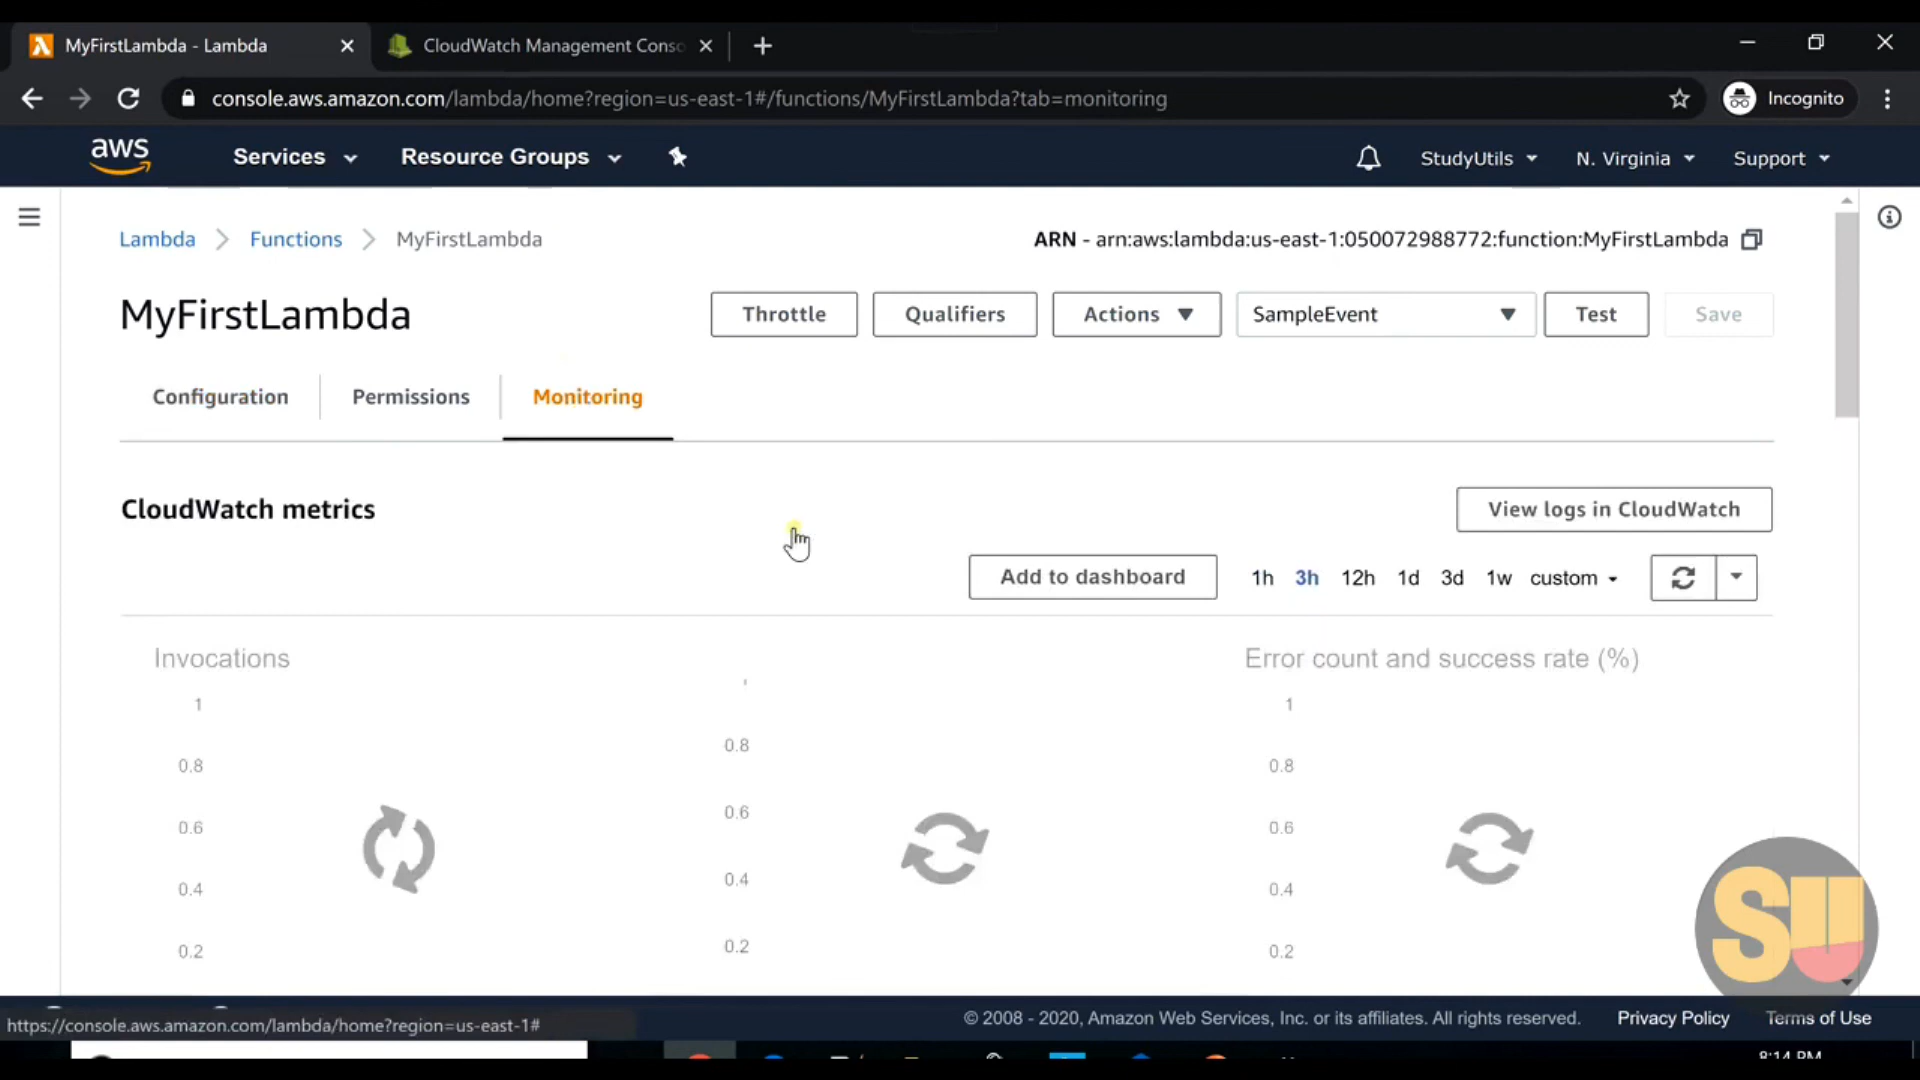 MyFirstLambda - Lambda
CloudWatch Management Conso
console.aws.amazon.com/lambda/home?region=us-east-1#/functions/MyFirstLambda?tab=monitoring
Incognito
aws
Services
Resource Groups
StudyUtils
N. Virginia
Support
Lambda
Functions
MyFirstLambda
ARN - arn:aws:lambda:us-east-1:050072988772:function:MyFirstLambda
MyFirstLambda
Throttle
Qualifiers
Actions
SampleEvent
Test
Save
Configuration
Permissions
Monitoring
CloudWatch metrics
View logs in CloudWatch
Add to dashboard
1h
3h
12h
1d
3d
1w
custom
Invocations
1
0.8
0.6
0.4
0.2
0.8
0.6
0.4
0.2
Error count and success rate (%)
1
0.8
0.6
0.4
0.2
SU
https://console.aws.amazon.com/lambda/home?region=us-east-1#
© 2008 - 2020, Amazon Web Services, Inc. or its affiliates. All rights reserved.
Privacy Policy
Terms of Use
8:14 PM